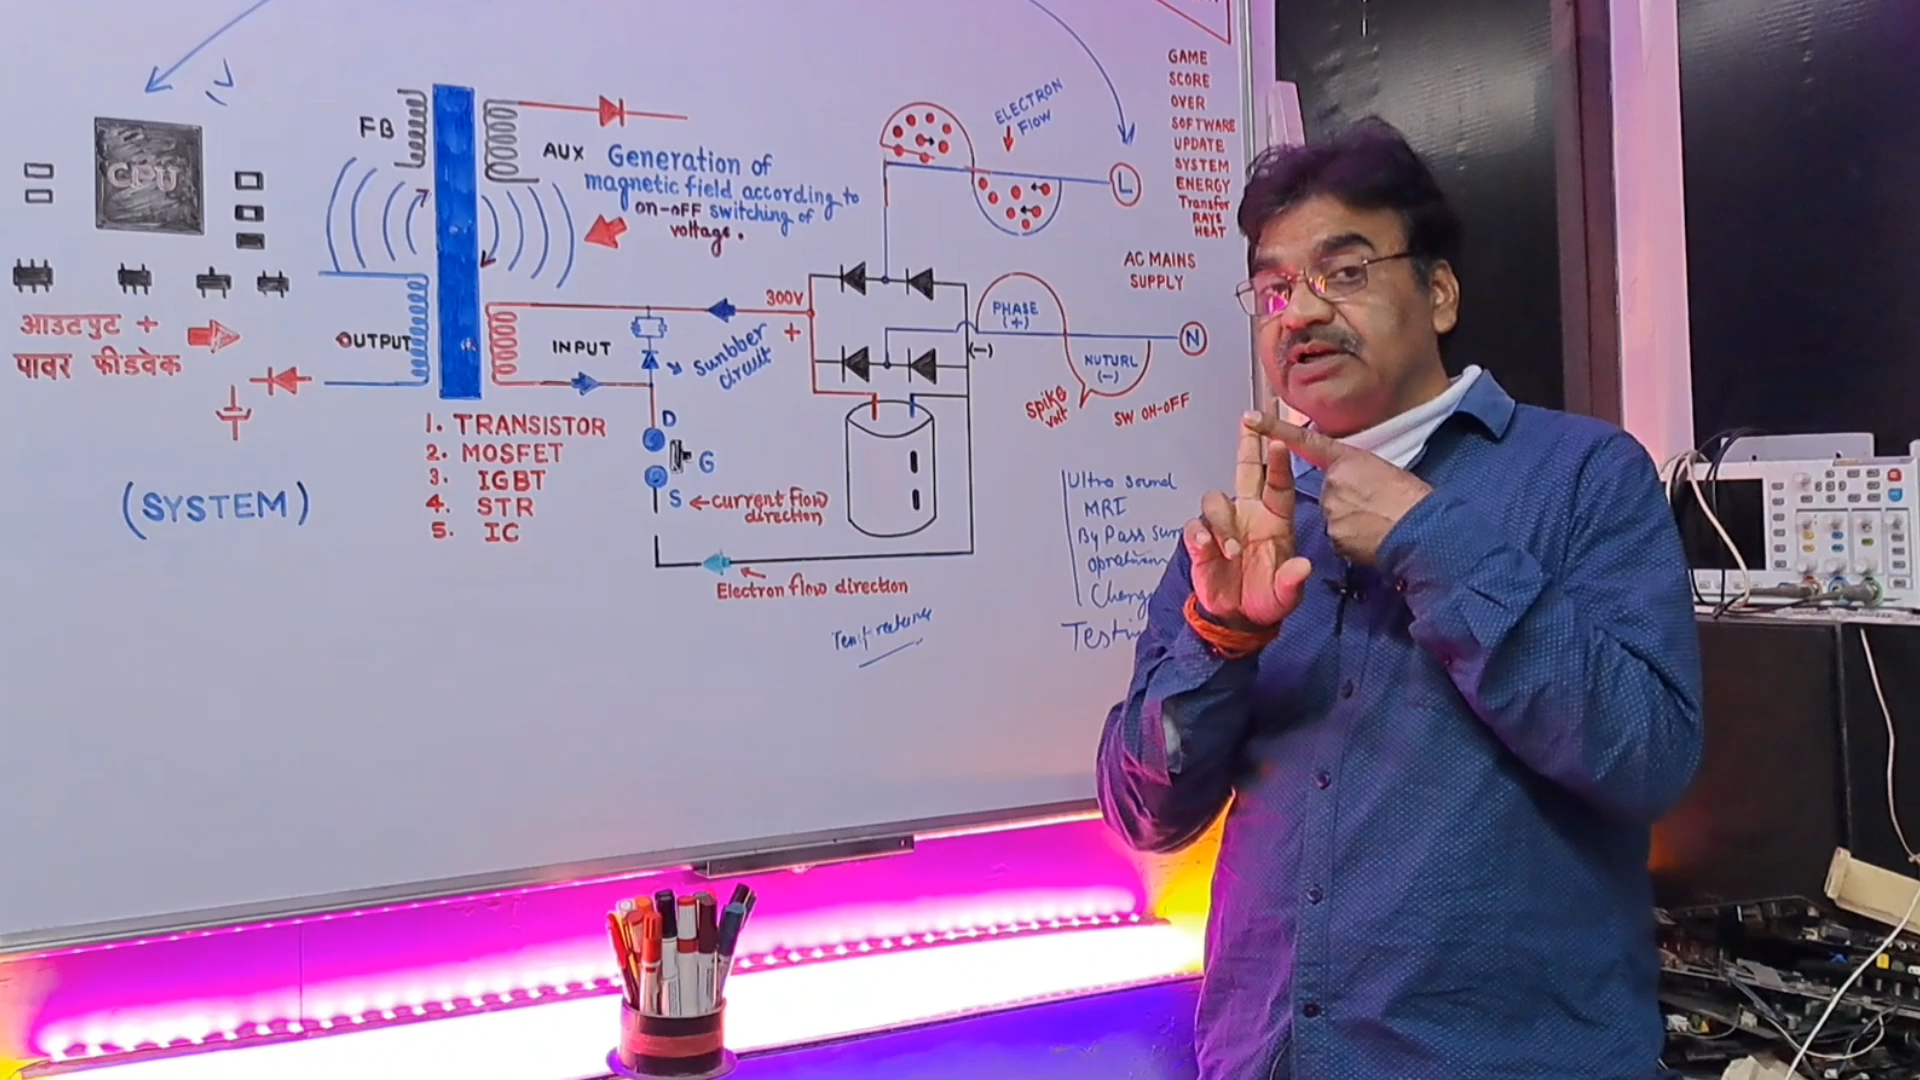 CPU
FB
AUX
Generation of
magnetic field according to
on-oFF switching of
voltage.
ELECTRON
FLOW
L
GAME
SCORE
OVER
SOFTWARE
UPDATE
SYSTEM
ENERGY
Transfer
RAYS
HEAT
AC MAINS
SUPPLY
PHASE
(+)
N
NUTURL
(-)
(-)
Spike
volt
SW ON-OFF
300V
+
आउटपुट +
पावर फीडवेक
OUTPUT
INPUT
Sunbber
circuit
1. TRANSISTOR
2. MOSFET
3. IGBT
4. STR
5. IC
D
G
S
current flow
direction
(SYSTEM)
Electron flow direction
Ultra Sound
MRI
By Pass
Testi